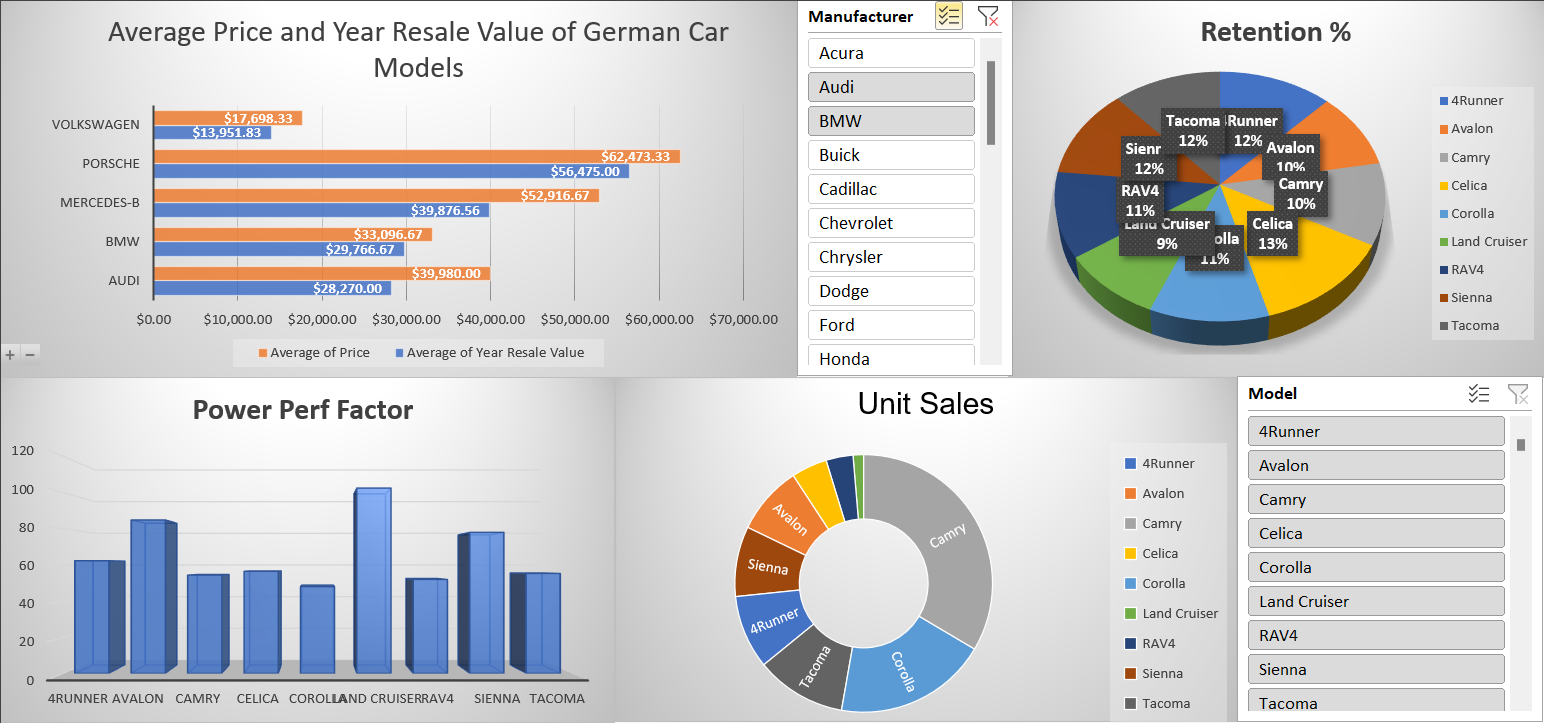 Average Price and Year Resale Value of German Car
Models
VOLKSWAGEN
$17,698.33
$13,951.83
PORSCHE
$62,473.33
$56,475.00
MERCEDES-B
$52,916.67
$39,876.56
BMW
$33,096.67
$29,766.67
AUDI
$39,980.00
$28,270.00
$0.00 $10,000.00 $20,000.00 $30,000.00 $40,000.00 $50,000.00 $60,000.00 $70,000.00
Average of Price Average of Year Resale Value
+ −
Manufacturer
Acura
Audi
BMW
Buick
Cadillac
Chevrolet
Chrysler
Dodge
Ford
Honda
Retention %
Tacoma
12%
4Runner
12%
Avalon
10%
Camry
10%
Celica
13%
11%
Land Cruiser
9%
RAV4
11%
12%
4Runner
Avalon
Camry
Celica
Corolla
Land Cruiser
RAV4
Sienna
Tacoma
Power Perf Factor
120
100
80
60
40
20
0
4RUNNER AVALON CAMRY CELICA COROLLA LAND CRUISER RAV4 SIENNA TACOMA
Unit Sales
Camry
Corolla
Tacoma
4Runner
Sienna
Avalon
4Runner
Avalon
Camry
Celica
Corolla
Land Cruiser
RAV4
Sienna
Tacoma
Model
4Runner
Avalon
Camry
Celica
Corolla
Land Cruiser
RAV4
Sienna
Tacoma